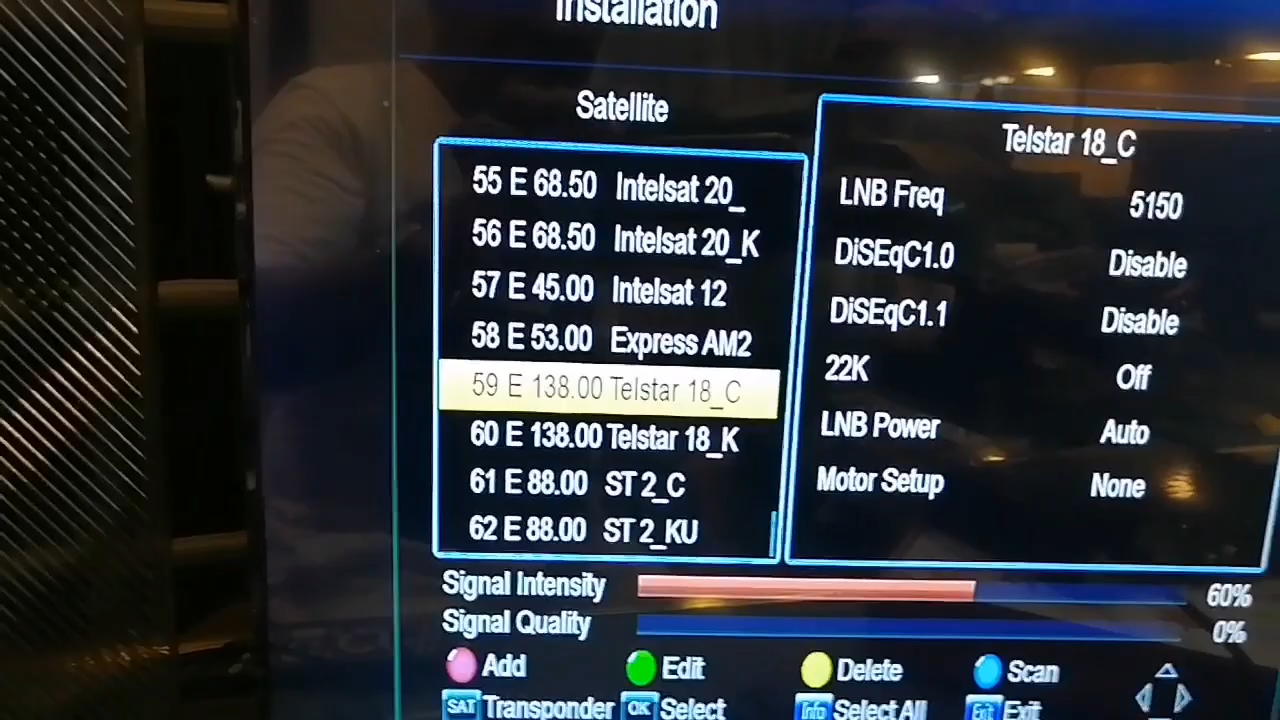 Installation
Satellite
55 E 68.50 Intelsat 20_
56 E 68.50 Intelsat 20_K
57 E 45.00 Intelsat 12
58 E 53.00 Express AM2
59 E 138.00 Telstar 18_C
60 E 138.00 Telstar 18_K
61 E 88.00 ST 2_C
62 E 88.00 ST 2_KU
Telstar 18_C
LNB Freq 5150
DiSEqC1.0 Disable
DiSEqC1.1 Disable
22K Off
LNB Power Auto
Motor Setup None
Signal Intensity 60%
Signal Quality 0%
Add Edit Delete Scan
SAT Transponder OK Select Info Select All Exit Exit